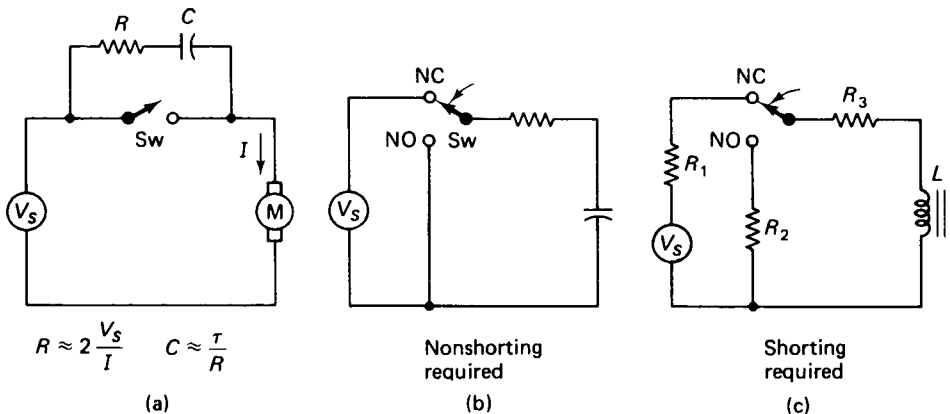 R
C
Sw
I
V_S
M
R ≈ 2 V_S/I
C ≈ τ/R
(a)
NC
NO
Sw
V_S
Nonshorting
required
(b)
NC
R_3
NO
R_1
L
R_2
V_S
Shorting
required
(c)